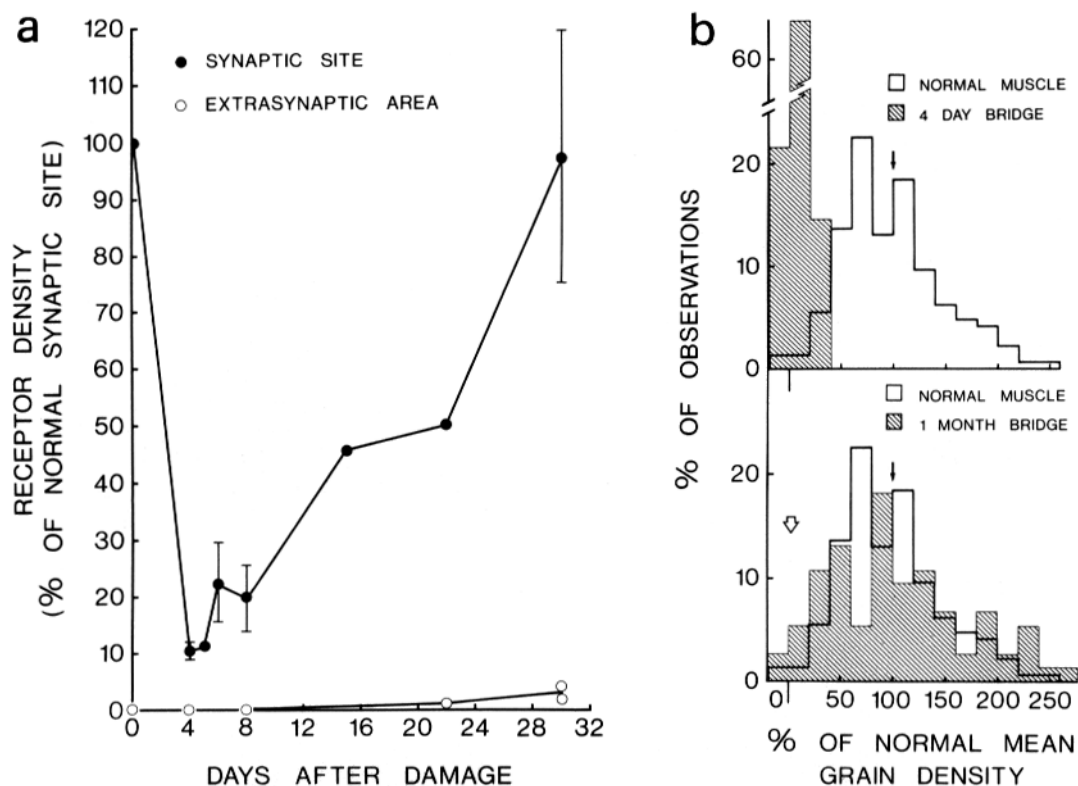 a
RECEPTOR DENSITY
(% OF NORMAL SYNAPTIC SITE)
120
110
100
90
80
70
60
50
40
30
20
10
0
SYNAPTIC SITE
EXTRASYNAPTIC AREA
0 4 8 12 16 20 24 28 32
DAYS AFTER DAMAGE
b
% OF OBSERVATIONS
60
20
10
0
NORMAL MUSCLE
4 DAY BRIDGE
20
10
0
NORMAL MUSCLE
1 MONTH BRIDGE
0 50 100 150 200 250
% OF NORMAL MEAN
GRAIN DENSITY